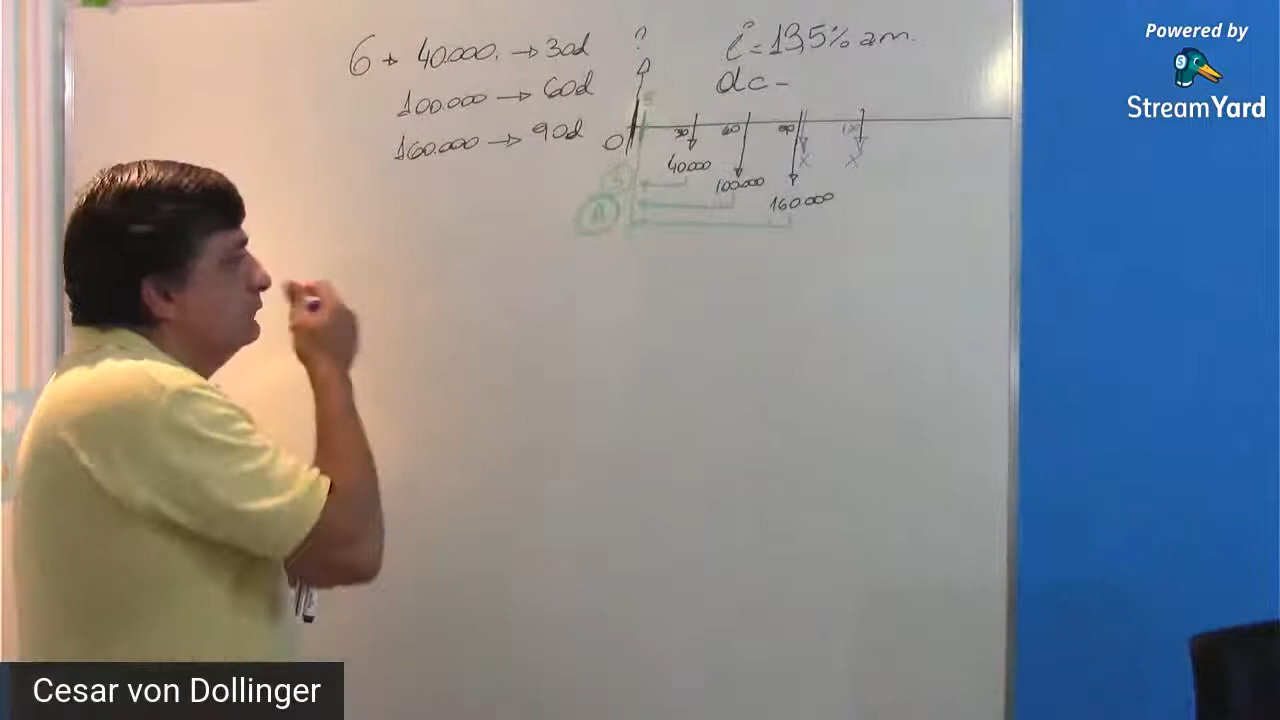 6→ 40.000. → 30d
100.000 → 60d
160.000 → 90d
?
i=13,5% am.
dc -
0
30
60
90
40.000
100.000
160.000
X
X
A
Powered by
S
StreamYard
Cesar von Dollinger